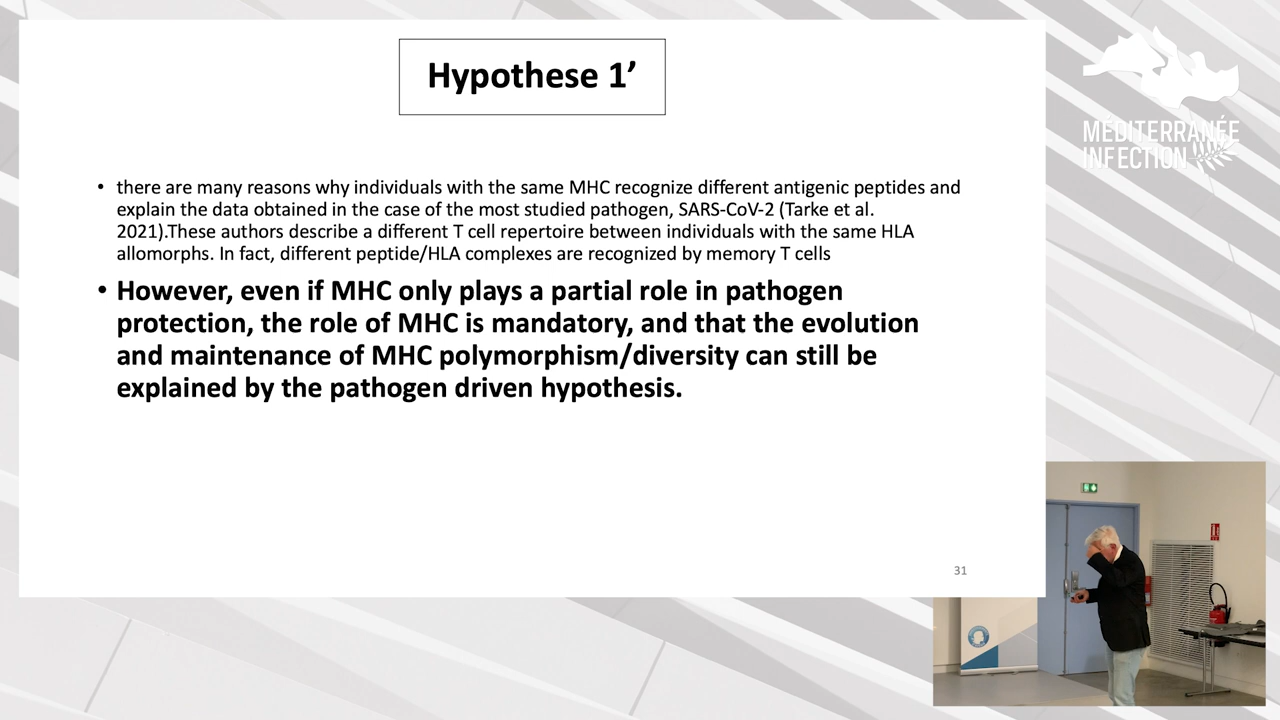 Hypothese 1’
• there are many reasons why individuals with the same MHC recognize different antigenic peptides and
explain the data obtained in the case of the most studied pathogen, SARS-CoV-2 (Tarke et al.
2021).These authors describe a different T cell repertoire between individuals with the same HLA
allomorphs. In fact, different peptide/HLA complexes are recognized by memory T cells
• However, even if MHC only plays a partial role in pathogen
protection, the role of MHC is mandatory, and that the evolution
and maintenance of MHC polymorphism/diversity can still be
explained by the pathogen driven hypothesis.
31
MÉDITERRANÉE
INFECTION